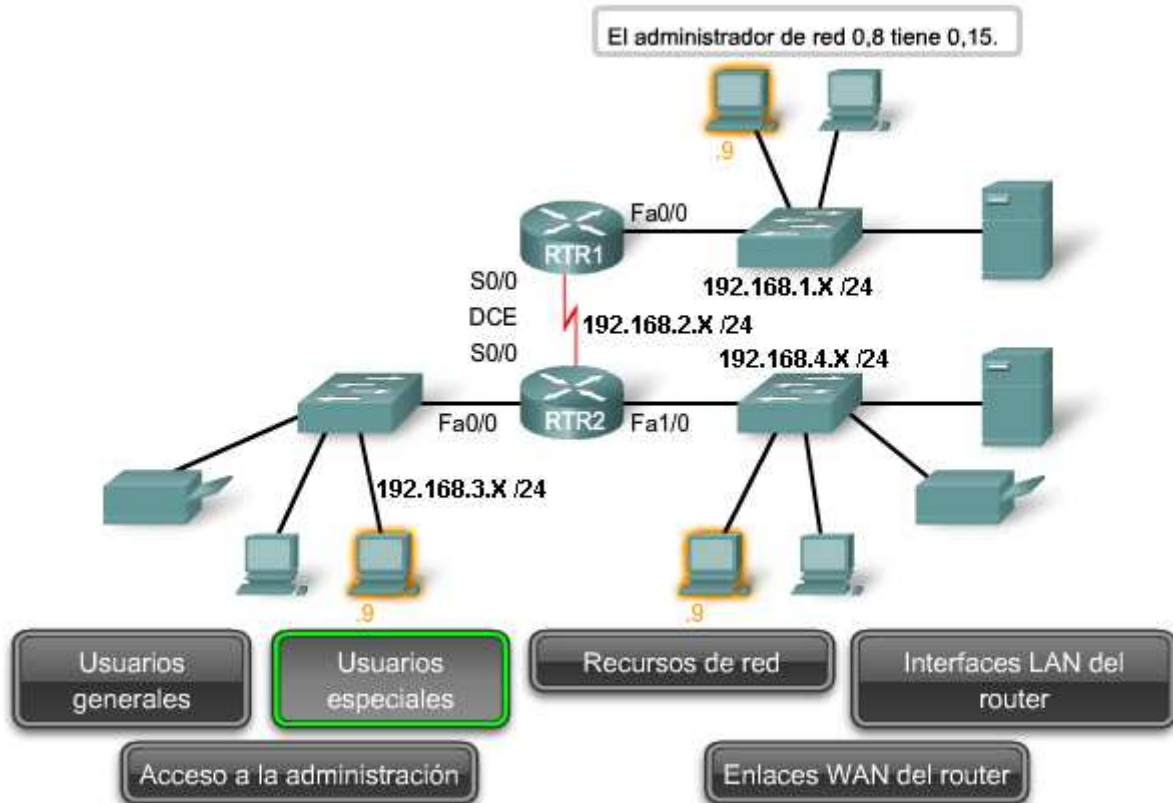 El administrador de red 0,8 tiene 0,15.
.9
Fa0/0
RTR1
S0/0
192.168.1.X /24
DCE
192.168.2.X /24
S0/0
192.168.4.X /24
Fa0/0
RTR2
Fa1/0
192.168.3.X /24
.9
.9
Usuarios
generales
Usuarios
especiales
Recursos de red
Interfaces LAN del
router
Acceso a la administración
Enlaces WAN del router